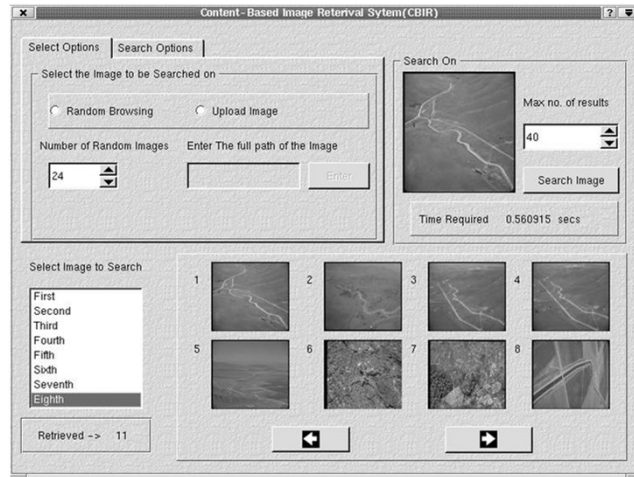 Content-Based Image Reterival Sytem(CBIR)
Select Options Search Options
Select the Image to be Searched on
Random Browsing Upload Image
Number of Random Images Enter The full path of the Image
24 Enter
Search On
Max no. of results
40
Search Image
Time Required 0.560915 secs
Select Image to Search
First
Second
Third
Fourth
Fifth
Sixth
Seventh
Eighth
Retrieved -> 11
1 2 3 4
5 6 7 8